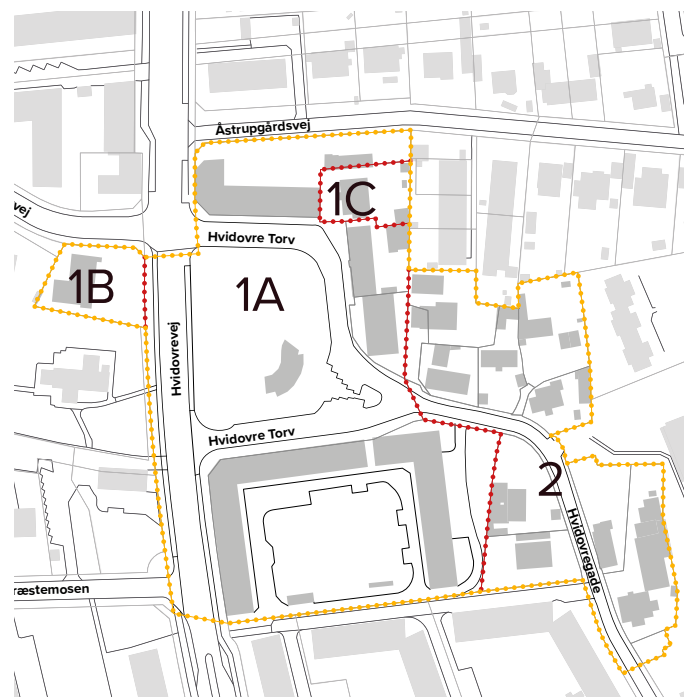 Åstrupgårdsvej
1C
vej
Hvidovre Torv
1B
1A
Hvidovrevej
Hvidovre Torv
2
Hvidovregade
ræstemosen